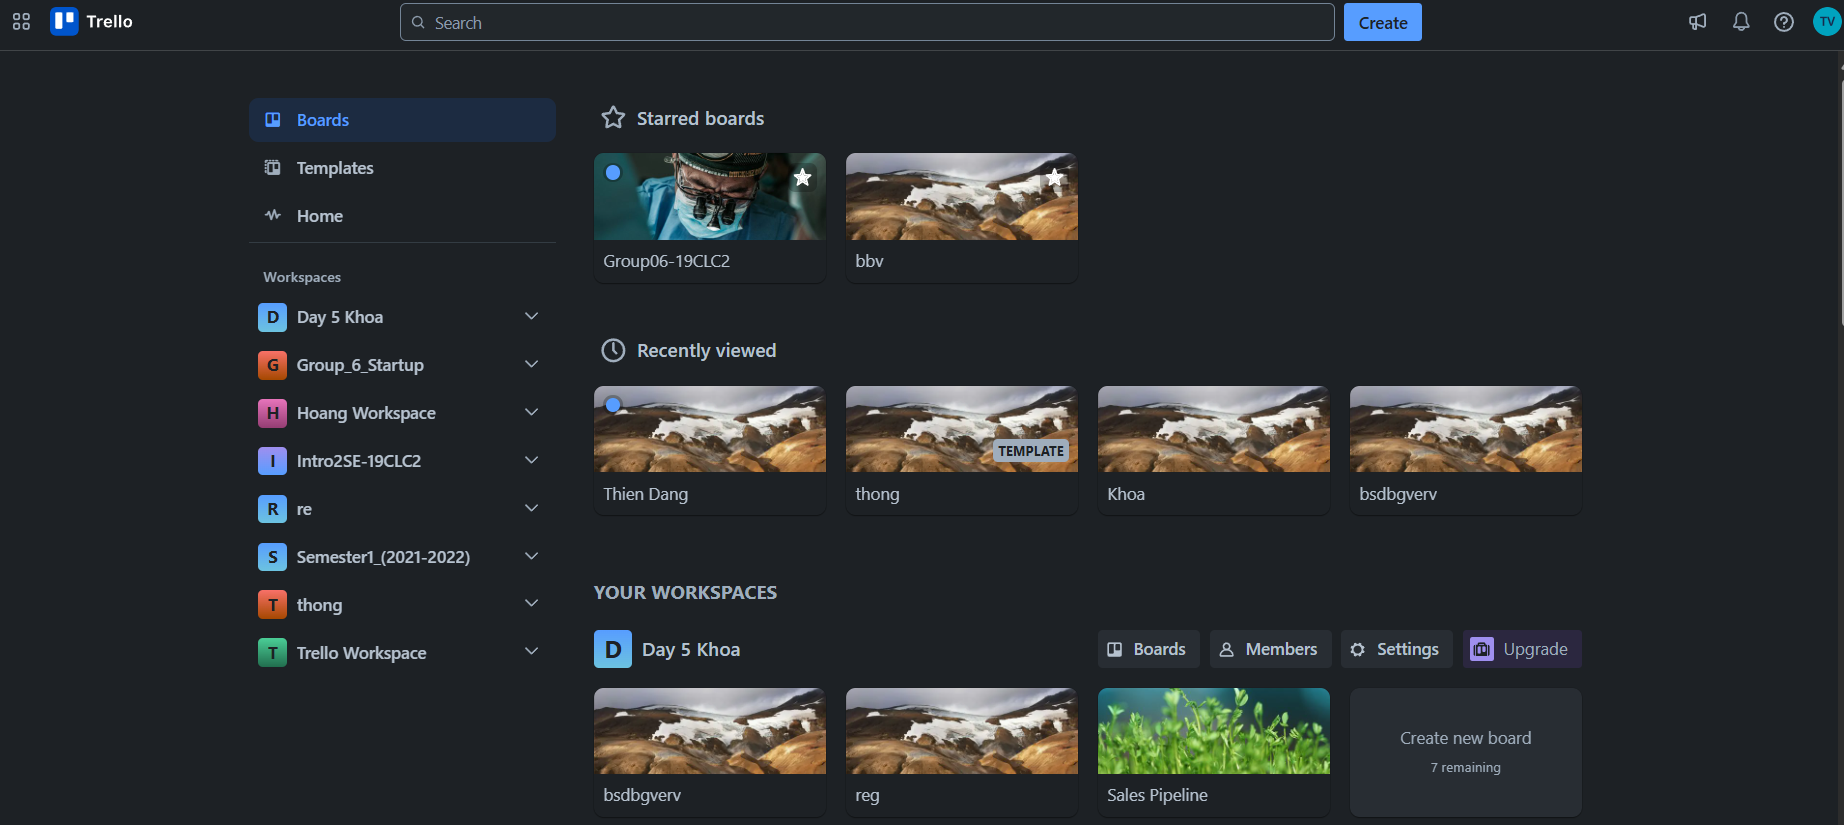 Trello
Search
Create
TV
Boards
Templates
Home
Workspaces
D Day 5 Khoa
G Group_6_Startup
H Hoang Workspace
I Intro2SE-19CLC2
R re
S Semester1_(2021-2022)
T thong
T Trello Workspace
Starred boards
Group06-19CLC2
bbv
Recently viewed
TEMPLATE
Thien Dang
thong
Khoa
bsdbgverv
YOUR WORKSPACES
D Day 5 Khoa
Boards
Members
Settings
Upgrade
bsdbgverv
reg
Sales Pipeline
Create new board
7 remaining